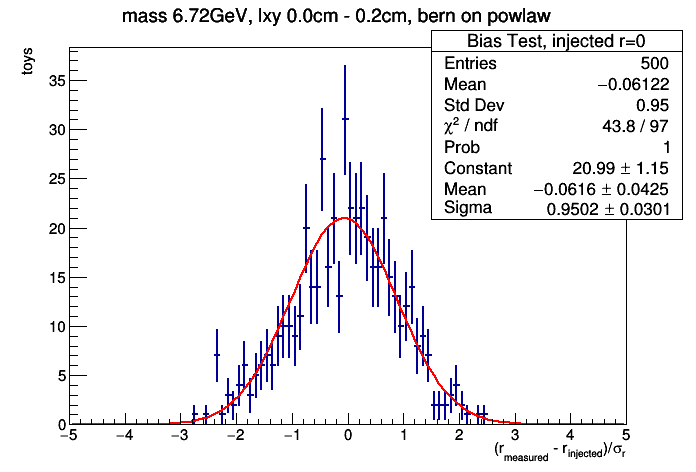 mass 6.72GeV, lxy 0.0cm - 0.2cm, bern on powlaw
Bias Test, injected r=0
Entries 500
Mean −0.06122
Std Dev 0.95
χ² / ndf 43.8 / 97
Prob 1
Constant 20.99 ± 1.15
Mean −0.0616 ± 0.0425
Sigma 0.9502 ± 0.0301
toys
35
30
25
20
15
10
5
0
−5 −4 −3 −2 −1 0 1 2 3 4 5
(r_measured - r_injected)/σ_r